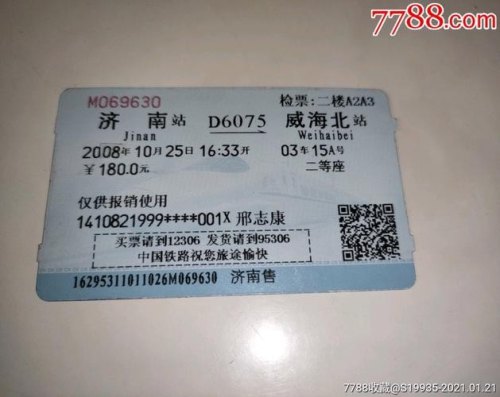 7788.com
M069630 检票:二楼A2A3
济南站 D6075 威海北站
Jinan Weihaibei
2008年10月25日16:33开 03车15A号
￥180.0元 二等座
仅供报销使用
1410821999****001X 邢志康
买票请到12306 发货请到95306
中国铁路祝您旅途愉快
16295311011026M069630 济南售
7788收藏@S19935-2021.01.21